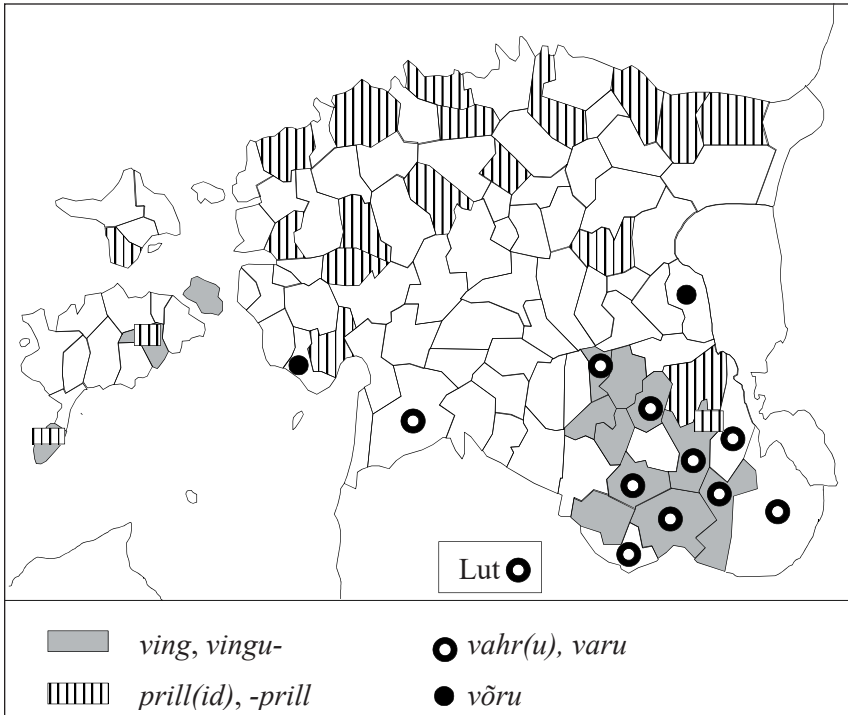 Lut
ving, vingu-
vahr(u), varu
prill(id), -prill
võru